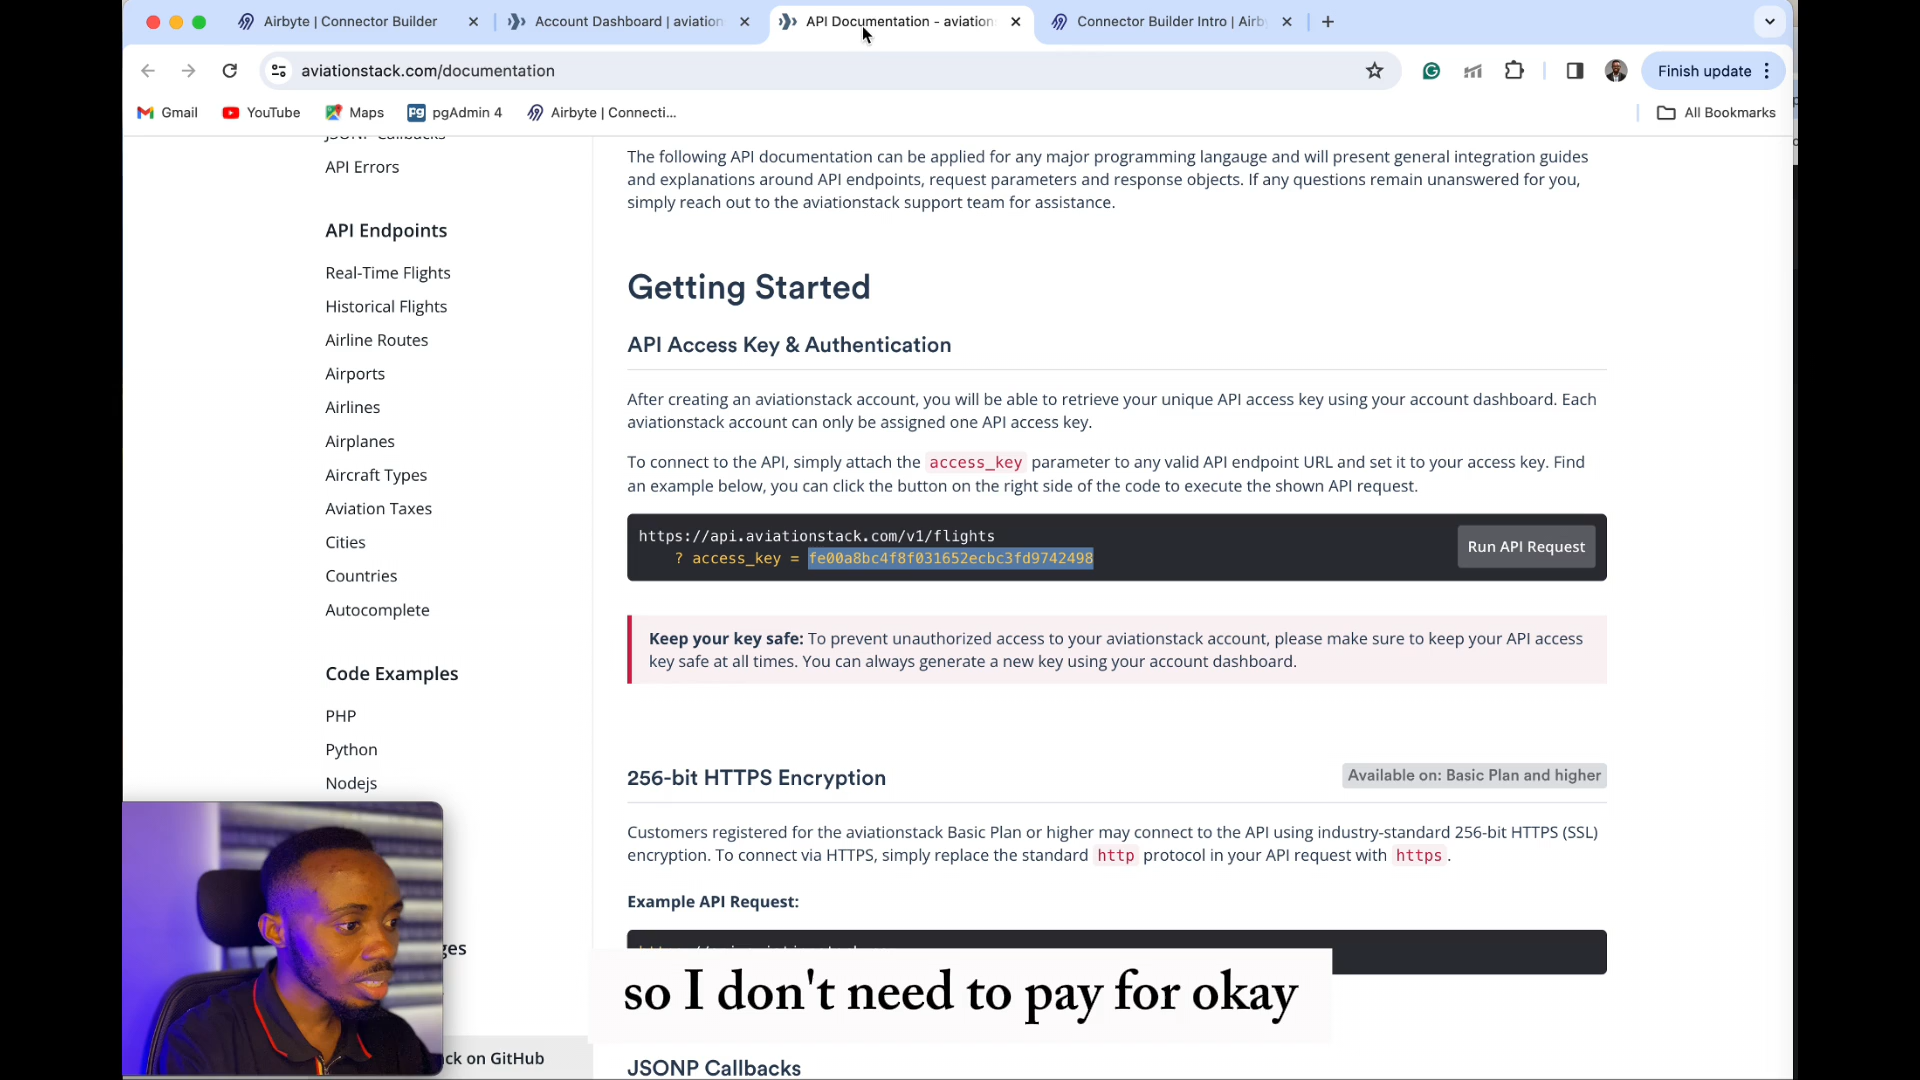 Airbyte | Connector Builder
Account Dashboard | aviation
API Documentation - aviation
Connector Builder Intro | Airb
aviationstack.com/documentation
Finish update
Gmail
YouTube
Maps
pgAdmin 4
Airbyte | Connecti...
All Bookmarks
JSONP Callbacks
API Errors
API Endpoints
Real-Time Flights
Historical Flights
Airline Routes
Airports
Airlines
Airplanes
Aircraft Types
Aviation Taxes
Cities
Countries
Autocomplete
Code Examples
PHP
Python
Nodejs
ges
ck on GitHub
The following API documentation can be applied for any major programming langauge and will present general integration guides
and explanations around API endpoints, request parameters and response objects. If any questions remain unanswered for you,
simply reach out to the aviationstack support team for assistance.
Getting Started
API Access Key & Authentication
After creating an aviationstack account, you will be able to retrieve your unique API access key using your account dashboard. Each
aviationstack account can only be assigned one API access key.
To connect to the API, simply attach the access_key parameter to any valid API endpoint URL and set it to your access key. Find
an example below, you can click the button on the right side of the code to execute the shown API request.
https://api.aviationstack.com/v1/flights
? access_key = fe00a8bc4f8f031652ecbc3fd9742498
Run API Request
Keep your key safe: To prevent unauthorized access to your aviationstack account, please make sure to keep your API access
key safe at all times. You can always generate a new key using your account dashboard.
256-bit HTTPS Encryption
Available on: Basic Plan and higher
Customers registered for the aviationstack Basic Plan or higher may connect to the API using industry-standard 256-bit HTTPS (SSL)
encryption. To connect via HTTPS, simply replace the standard http protocol in your API request with https.
Example API Request:
so I don't need to pay for okay
JSONP Callbacks